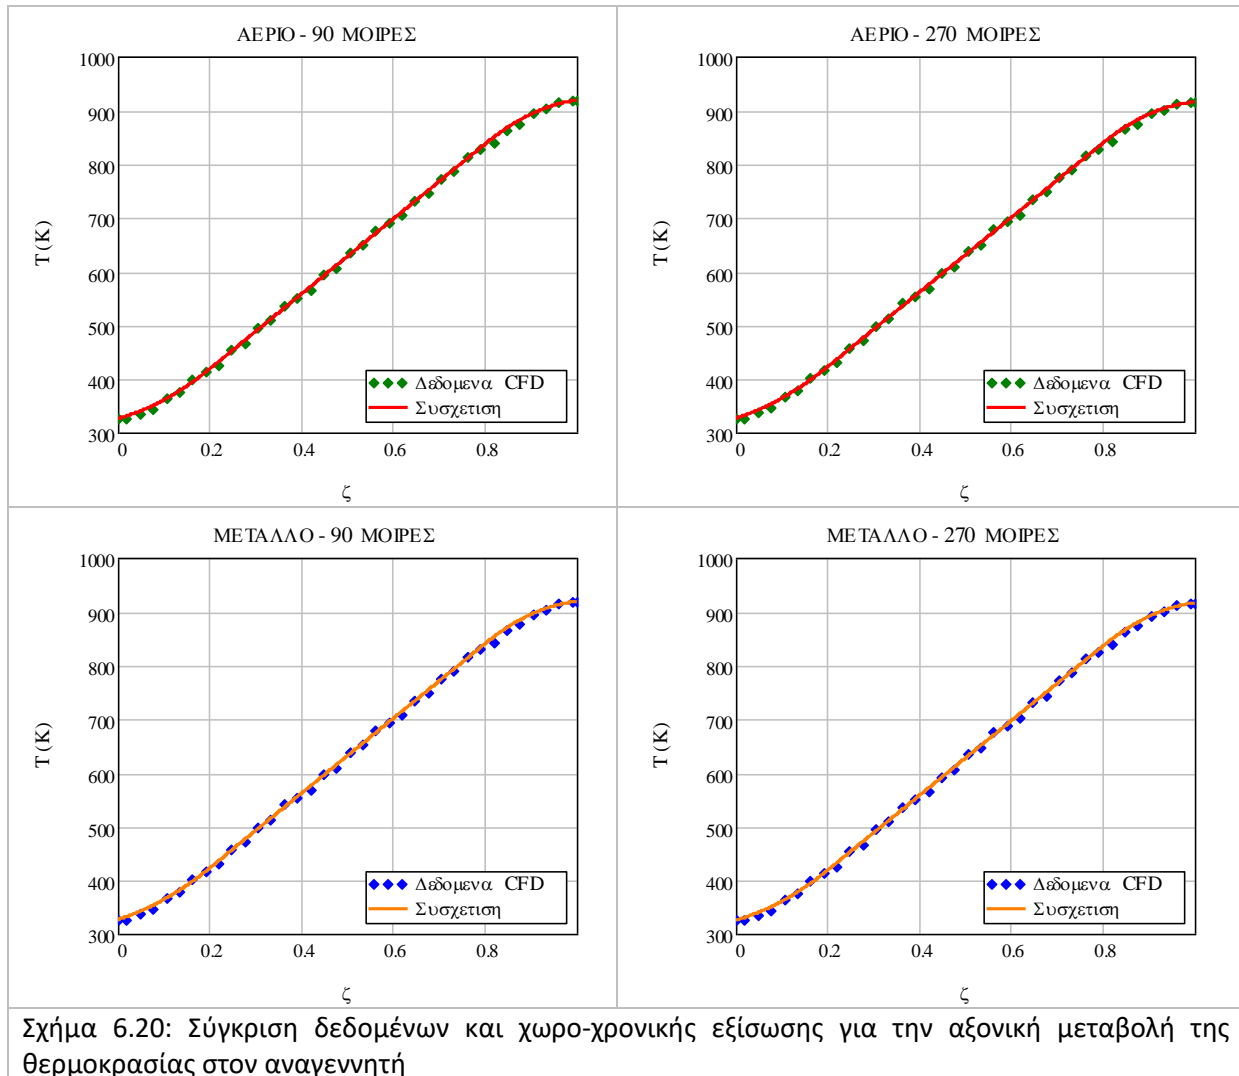 ΑΕΡΙΟ - 90 ΜΟΙΡΕΣ
1000
900
800
700
600
500
400
300
T (K)
0
0.2
0.4
0.6
0.8
ζ
Δεδομενα CFD
Συσχετιση
ΑΕΡΙΟ - 270 ΜΟΙΡΕΣ
1000
900
800
700
600
500
400
300
T (K)
0
0.2
0.4
0.6
0.8
ζ
Δεδομενα CFD
Συσχετιση
ΜΕΤΑΛΛΟ - 90 ΜΟΙΡΕΣ
1000
900
800
700
600
500
400
300
T (K)
0
0.2
0.4
0.6
0.8
ζ
Δεδομενα CFD
Συσχετιση
ΜΕΤΑΛΛΟ - 270 ΜΟΙΡΕΣ
1000
900
800
700
600
500
400
300
T (K)
0
0.2
0.4
0.6
0.8
ζ
Δεδομενα CFD
Συσχετιση
Σχήμα 6.20: Σύγκριση δεδομένων και χωρο-χρονικής εξίσωσης για την αξονική μεταβολή της
θερμοκρασίας στον αναγεννητή